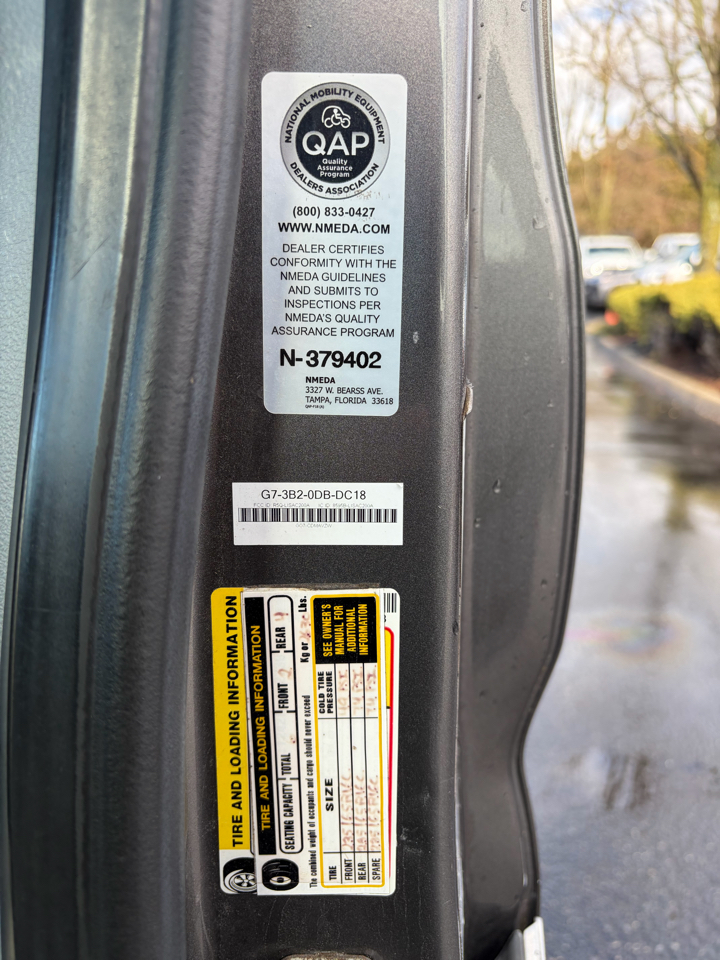 NATIONAL MOBILITY EQUIPMENT
QAP
Quality
Assurance
Program
DEALERS ASSOCIATION
(800) 833-0427
WWW.NMEDA.COM
DEALER CERTIFIES
CONFORMITY WITH THE
NMEDA GUIDELINES
AND SUBMITS TO
INSPECTIONS PER
NMEDA'S QUALITY
ASSURANCE PROGRAM
N-379402
NMEDA
3327 W. BEARSS AVE.
TAMPA, FLORIDA 33618
G7-3B2-0DB-DC18
TIRE AND LOADING INFORMATION
TIRE AND LOADING INFORMATION
SEATING CAPACITY TOTAL FRONT 2 REAR 4
The combined weight of occupants and cargo should never exceed Kg or Lbs.
TIRE SIZE COLD TIRE PRESSURE
FRONT
REAR
SPARE
SEE OWNER'S
MANUAL FOR
ADDITIONAL
INFORMATION